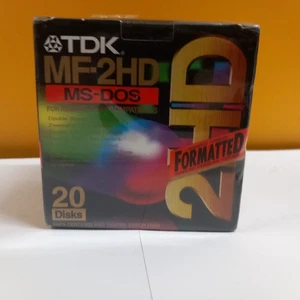 TDK
MF-2HD
MS-DOS
2HD
FORMATTED
20
Disks